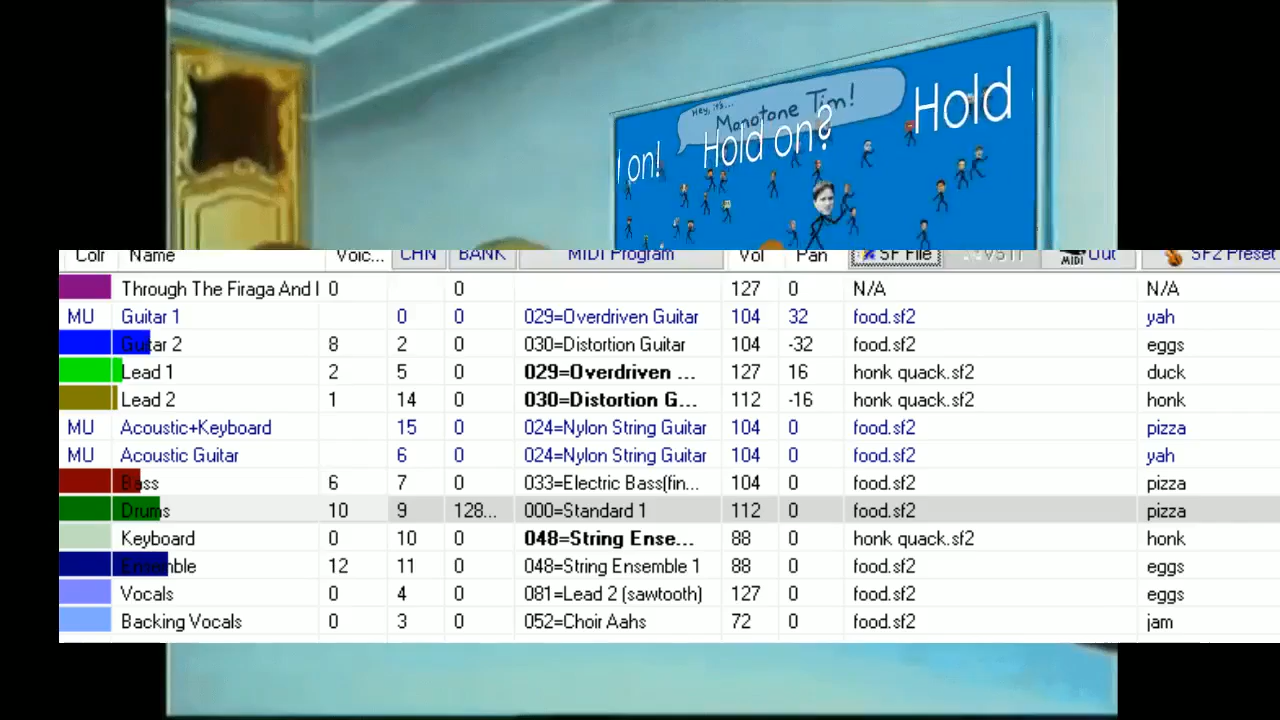 Hey, it's...
Monotone Tim!
Hold
Hold on?
on!
Colr Name Voic... CHN BANK MIDI Program Vol Pan SF File VSTi MIDI Out SF2 Preset
Through The Firaga And 0 0 127 0 N/A N/A
MU Guitar 1 0 0 029=Overdriven Guitar 104 32 food.sf2 yah
Guitar 2 8 2 0 030=Distortion Guitar 104 -32 food.sf2 eggs
Lead 1 2 5 0 029=Overdriven ... 127 16 honk quack.sf2 duck
Lead 2 1 14 0 030=Distortion G... 112 -16 honk quack.sf2 honk
MU Acoustic+Keyboard 15 0 024=Nylon String Guitar 104 0 food.sf2 pizza
MU Acoustic Guitar 6 0 024=Nylon String Guitar 104 0 food.sf2 yah
Bass 6 7 0 033=Electric Bass(fin... 104 0 food.sf2 pizza
Drums 10 9 128... 000=Standard 1 112 0 food.sf2 pizza
Keyboard 0 10 0 048=String Ense... 88 0 honk quack.sf2 honk
Ensemble 12 11 0 048=String Ensemble 1 88 0 food.sf2 eggs
Vocals 0 4 0 081=Lead 2 (sawtooth) 127 0 food.sf2 eggs
Backing Vocals 0 3 0 052=Choir Aahs 72 0 food.sf2 jam